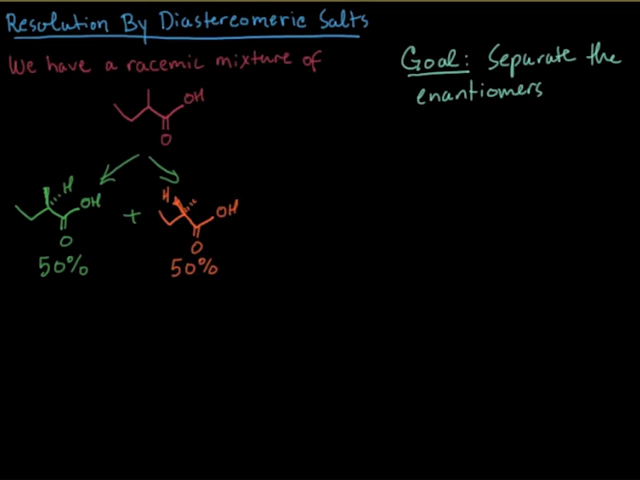 Resolution By Diastereomeric Salts
We have a racemic mixture of
Goal: Separate the
enantiomers
OH
O
H
OH
O
50%
+
H
OH
O
50%